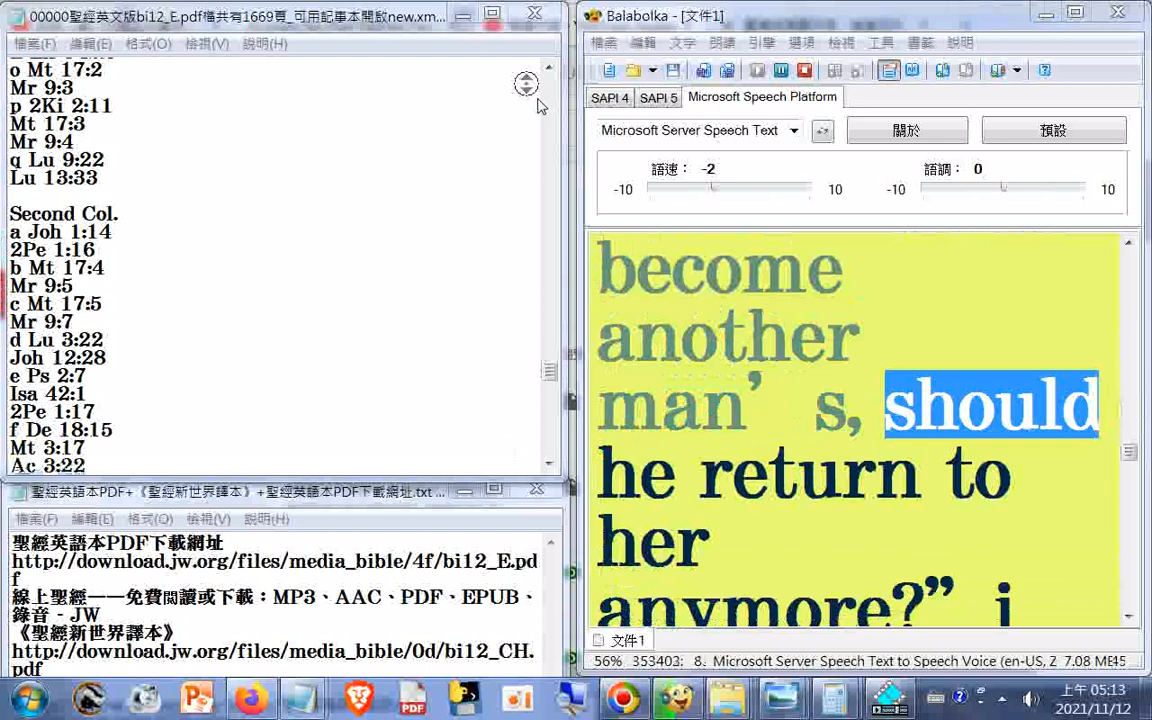 00000聖經英文版bi12_E.pdf檔共有1669頁_可用記事本開啟new.xm...
檔案(F) 編輯(E) 格式(O) 檢視(V) 說明(H)
o Mt 17:2
Mr 9:3
p 2Ki 2:11
Mt 17:3
Mr 9:4
q Lu 9:22
Lu 13:33
Second Col.
a Joh 1:14
2Pe 1:16
b Mt 17:4
Mr 9:5
c Mt 17:5
Mr 9:7
d Lu 3:22
Joh 12:28
e Ps 2:7
Isa 42:1
2Pe 1:17
f De 18:15
Mt 3:17
Ac 3:22
聖經英語本PDF+《聖經新世界譯本》+聖經英語本PDF下載網址.txt ...
檔案(F) 編輯(E) 格式(O) 檢視(V) 說明(H)
聖經英語本PDF下載網址
http://download.jw.org/files/media_bible/4f/bi12_E.pd
f
線上聖經——免費閱讀或下載：MP3、AAC、PDF、EPUB、
錄音 - JW
《聖經新世界譯本》
http://download.jw.org/files/media_bible/0d/bi12_CH.
pdf
Balabolka - [文件1]
檔案 編輯 文字 朗讀 引擎 選項 檢視 工具 書籤 說明
SAPI 4 SAPI 5 Microsoft Speech Platform
Microsoft Server Speech Text 關於 預設
語速： -2 語調： 0
-10 10 -10 10
become
another
man’s, should
he return to
her
anymore?” i
文件1
56% 353403: 8. Microsoft Server Speech Text to Speech Voice (en-US, Z 7.08 ME45
PDF
上午 05:13
2021/11/12